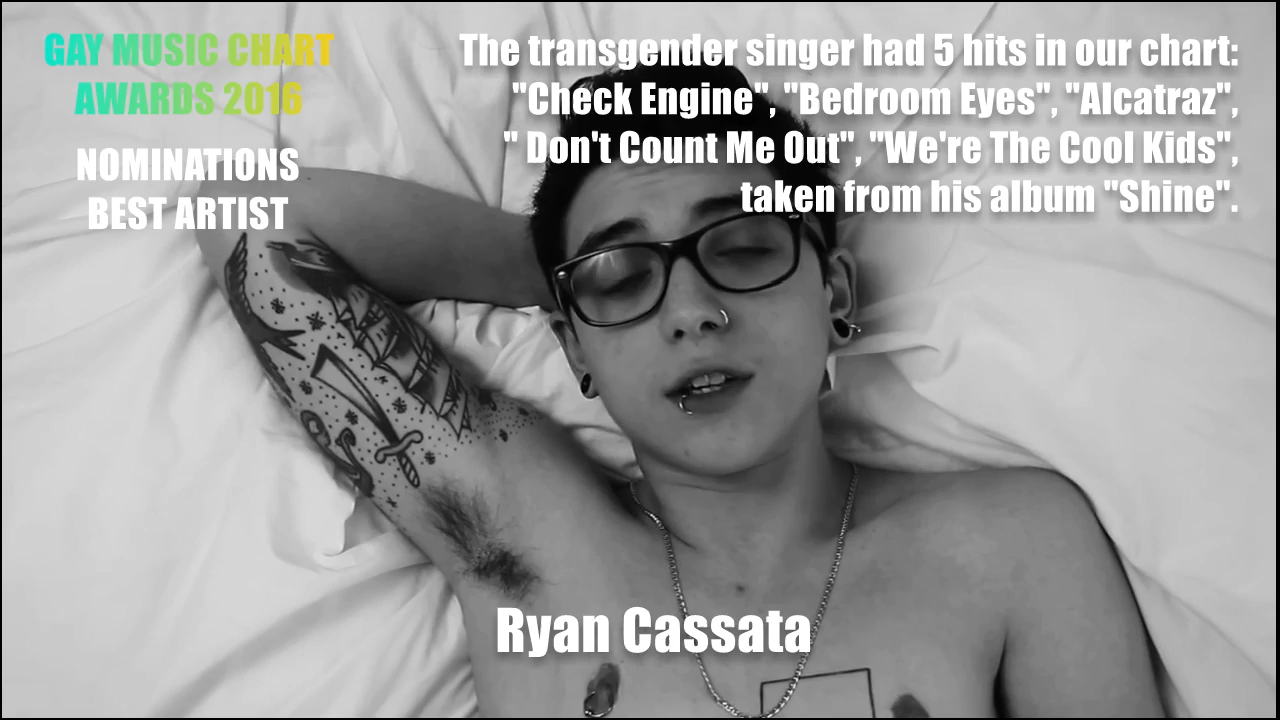 GAY MUSIC CHART
AWARDS 2016
NOMINATIONS
BEST ARTIST
The transgender singer had 5 hits in our chart:
"Check Engine", "Bedroom Eyes", "Alcatraz",
" Don't Count Me Out", "We're The Cool Kids",
taken from his album "Shine".
Ryan Cassata